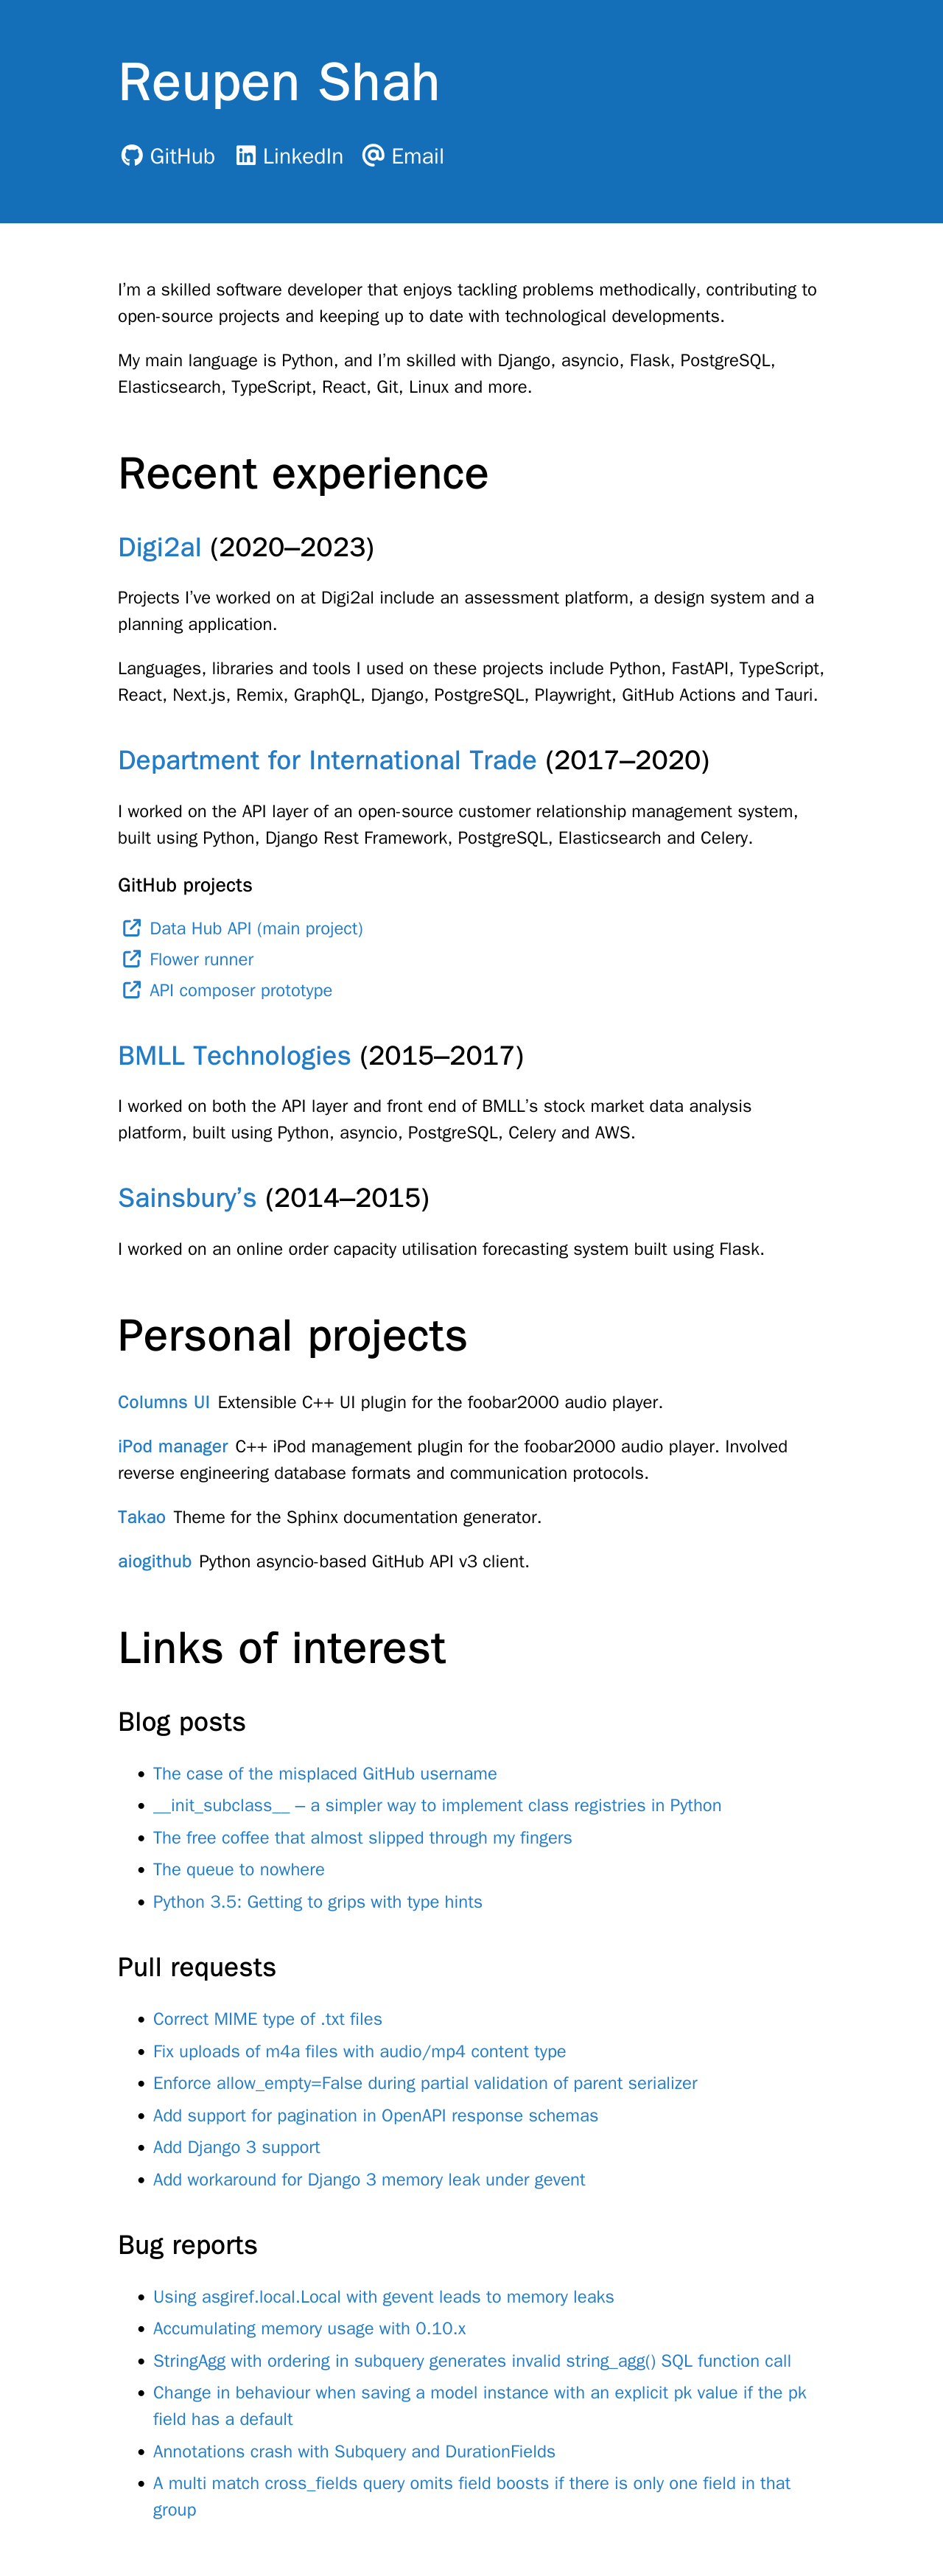 Reupen Shah
GitHub LinkedIn Email
I’m a skilled software developer that enjoys tackling problems methodically, contributing to
open-source projects and keeping up to date with technological developments.
My main language is Python, and I’m skilled with Django, asyncio, Flask, PostgreSQL,
Elasticsearch, TypeScript, React, Git, Linux and more.
Recent experience
Digi2al (2020–2023)
Projects I’ve worked on at Digi2al include an assessment platform, a design system and a
planning application.
Languages, libraries and tools I used on these projects include Python, FastAPI, TypeScript,
React, Next.js, Remix, GraphQL, Django, PostgreSQL, Playwright, GitHub Actions and Tauri.
Department for International Trade (2017–2020)
I worked on the API layer of an open-source customer relationship management system,
built using Python, Django Rest Framework, PostgreSQL, Elasticsearch and Celery.
GitHub projects
Data Hub API (main project)
Flower runner
API composer prototype
BMLL Technologies (2015–2017)
I worked on both the API layer and front end of BMLL’s stock market data analysis
platform, built using Python, asyncio, PostgreSQL, Celery and AWS.
Sainsbury’s (2014–2015)
I worked on an online order capacity utilisation forecasting system built using Flask.
Personal projects
Columns UI Extensible C++ UI plugin for the foobar2000 audio player.
iPod manager C++ iPod management plugin for the foobar2000 audio player. Involved
reverse engineering database formats and communication protocols.
Takao Theme for the Sphinx documentation generator.
aiogithub Python asyncio-based GitHub API v3 client.
Links of interest
Blog posts
• The case of the misplaced GitHub username
• __init_subclass__ – a simpler way to implement class registries in Python
• The free coffee that almost slipped through my fingers
• The queue to nowhere
• Python 3.5: Getting to grips with type hints
Pull requests
• Correct MIME type of .txt files
• Fix uploads of m4a files with audio/mp4 content type
• Enforce allow_empty=False during partial validation of parent serializer
• Add support for pagination in OpenAPI response schemas
• Add Django 3 support
• Add workaround for Django 3 memory leak under gevent
Bug reports
• Using asgiref.local.Local with gevent leads to memory leaks
• Accumulating memory usage with 0.10.x
• StringAgg with ordering in subquery generates invalid string_agg() SQL function call
• Change in behaviour when saving a model instance with an explicit pk value if the pk
field has a default
• Annotations crash with Subquery and DurationFields
• A multi match cross_fields query omits field boosts if there is only one field in that
group